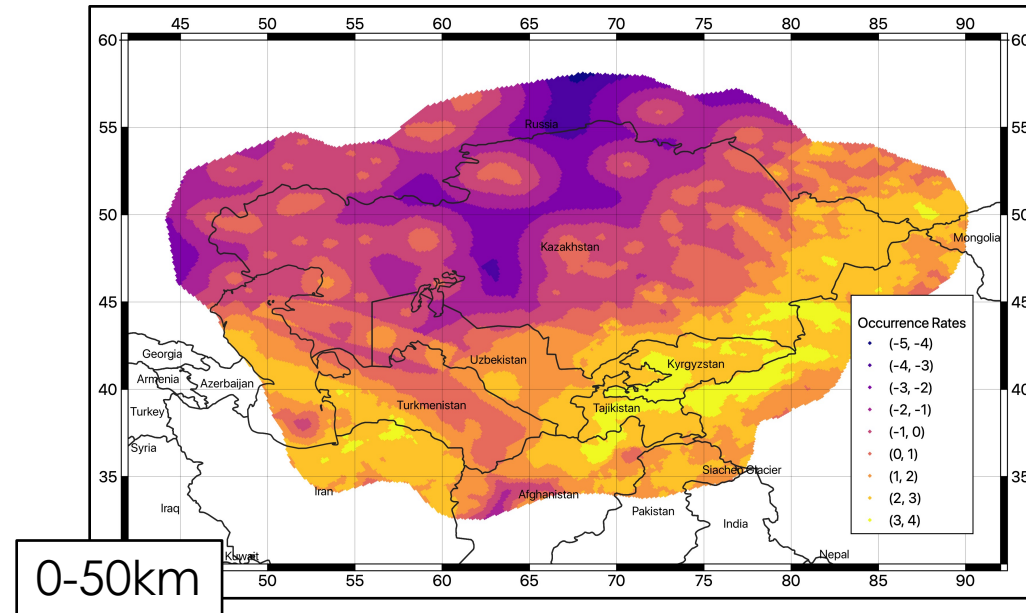 45 50 55 60 65 70 75 80 85 90
60 60
55 55
Russia
50 50
Mongolia
Kazakhstan
45 45
Occurrence Rates
(-5, -4)
(-4, -3)
(-3, -2)
(-2, -1)
(-1, 0)
(0, 1)
(1, 2)
(2, 3)
(3, 4)
Georgia
Uzbekistan
Kyrgyzstan
Armenia
Azerbaijan
40 40
Turkey
Turkmenistan
Tajikistan
Syria
35 35
Siachen Glacier
Iran
Afghanistan
Iraq
Pakistan
India
Kuwait
Nepal
50 55 60 65 70 75 80 85 90
0-50km